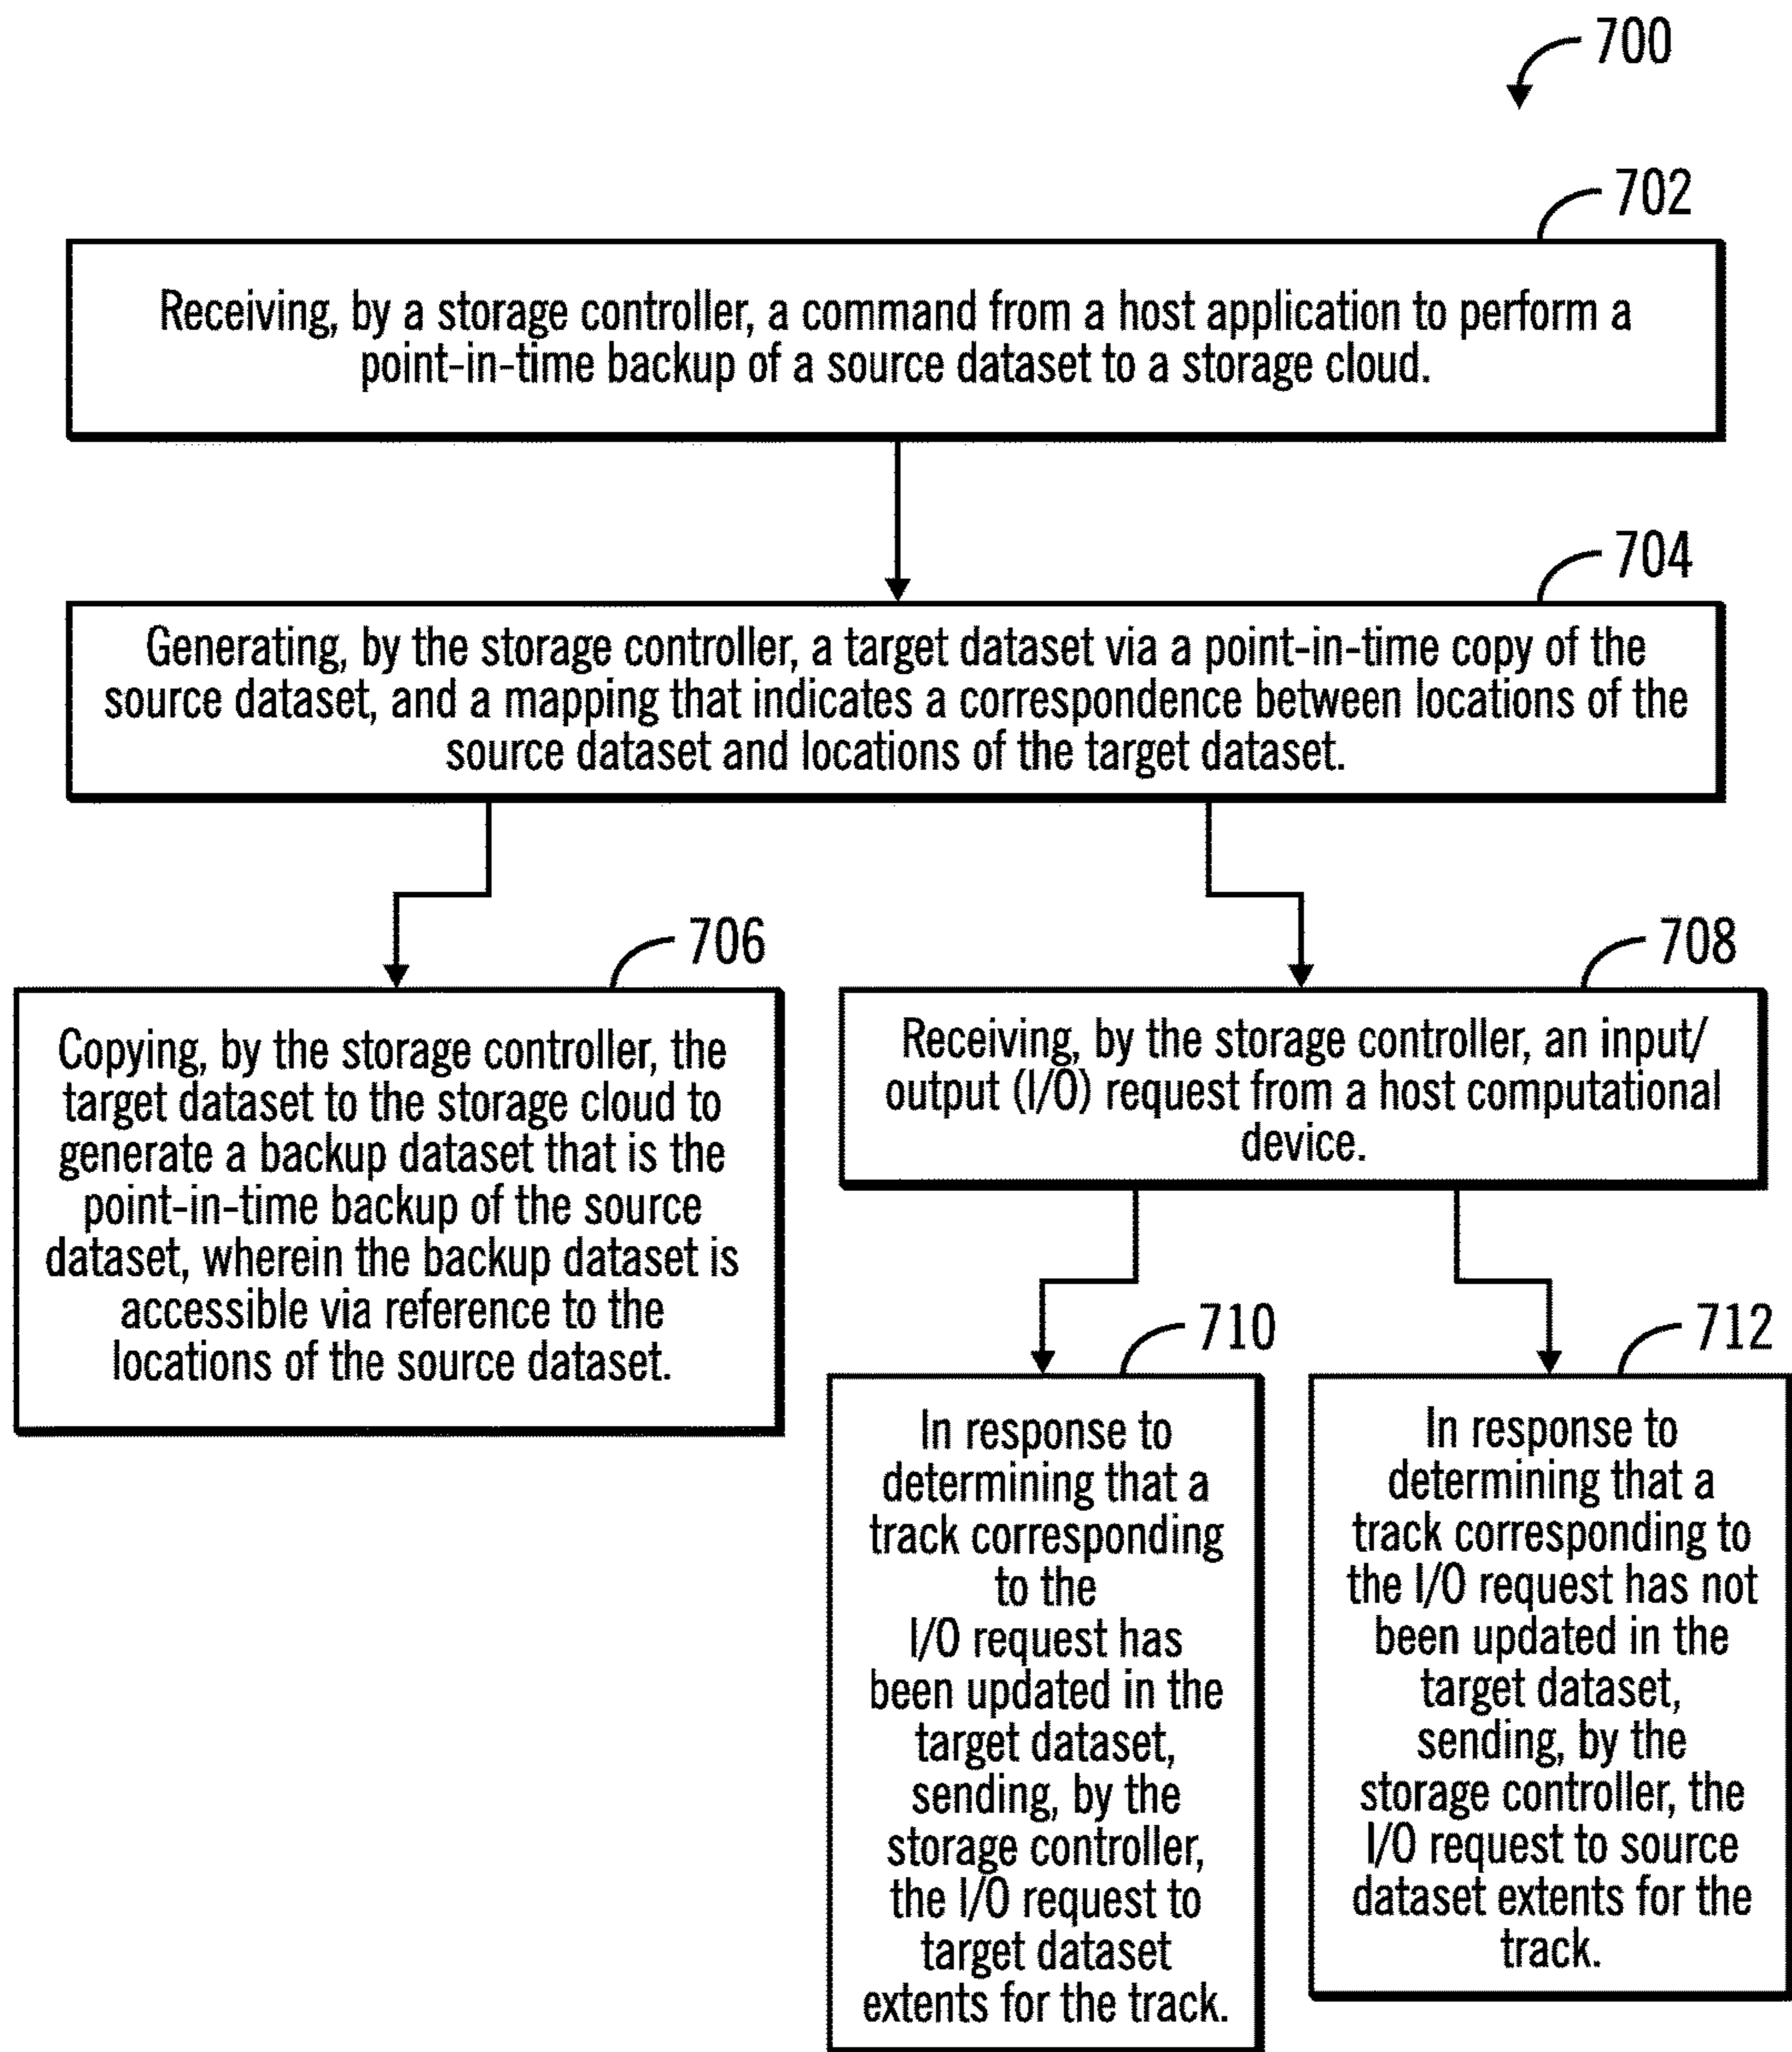 700
702
Receiving, by a storage controller, a command from a host application to perform a
point-in-time backup of a source dataset to a storage cloud.
704
Generating, by the storage controller, a target dataset via a point-in-time copy of the
source dataset, and a mapping that indicates a correspondence between locations of the
source dataset and locations of the target dataset.
706
Copying, by the storage controller, the
target dataset to the storage cloud to
generate a backup dataset that is the
point-in-time backup of the source
dataset, wherein the backup dataset is
accessible via reference to the
locations of the source dataset.
708
Receiving, by the storage controller, an input/
output (I/O) request from a host computational
device.
710
In response to
determining that a
track corresponding
to the
I/O request has
been updated in the
target dataset,
sending, by the
storage controller,
the I/O request to
target dataset
extents for the track.
712
In response to
determining that a
track corresponding to
the I/O request has not
been updated in the
target dataset,
sending, by the
storage controller, the
I/O request to source
dataset extents for the
track.